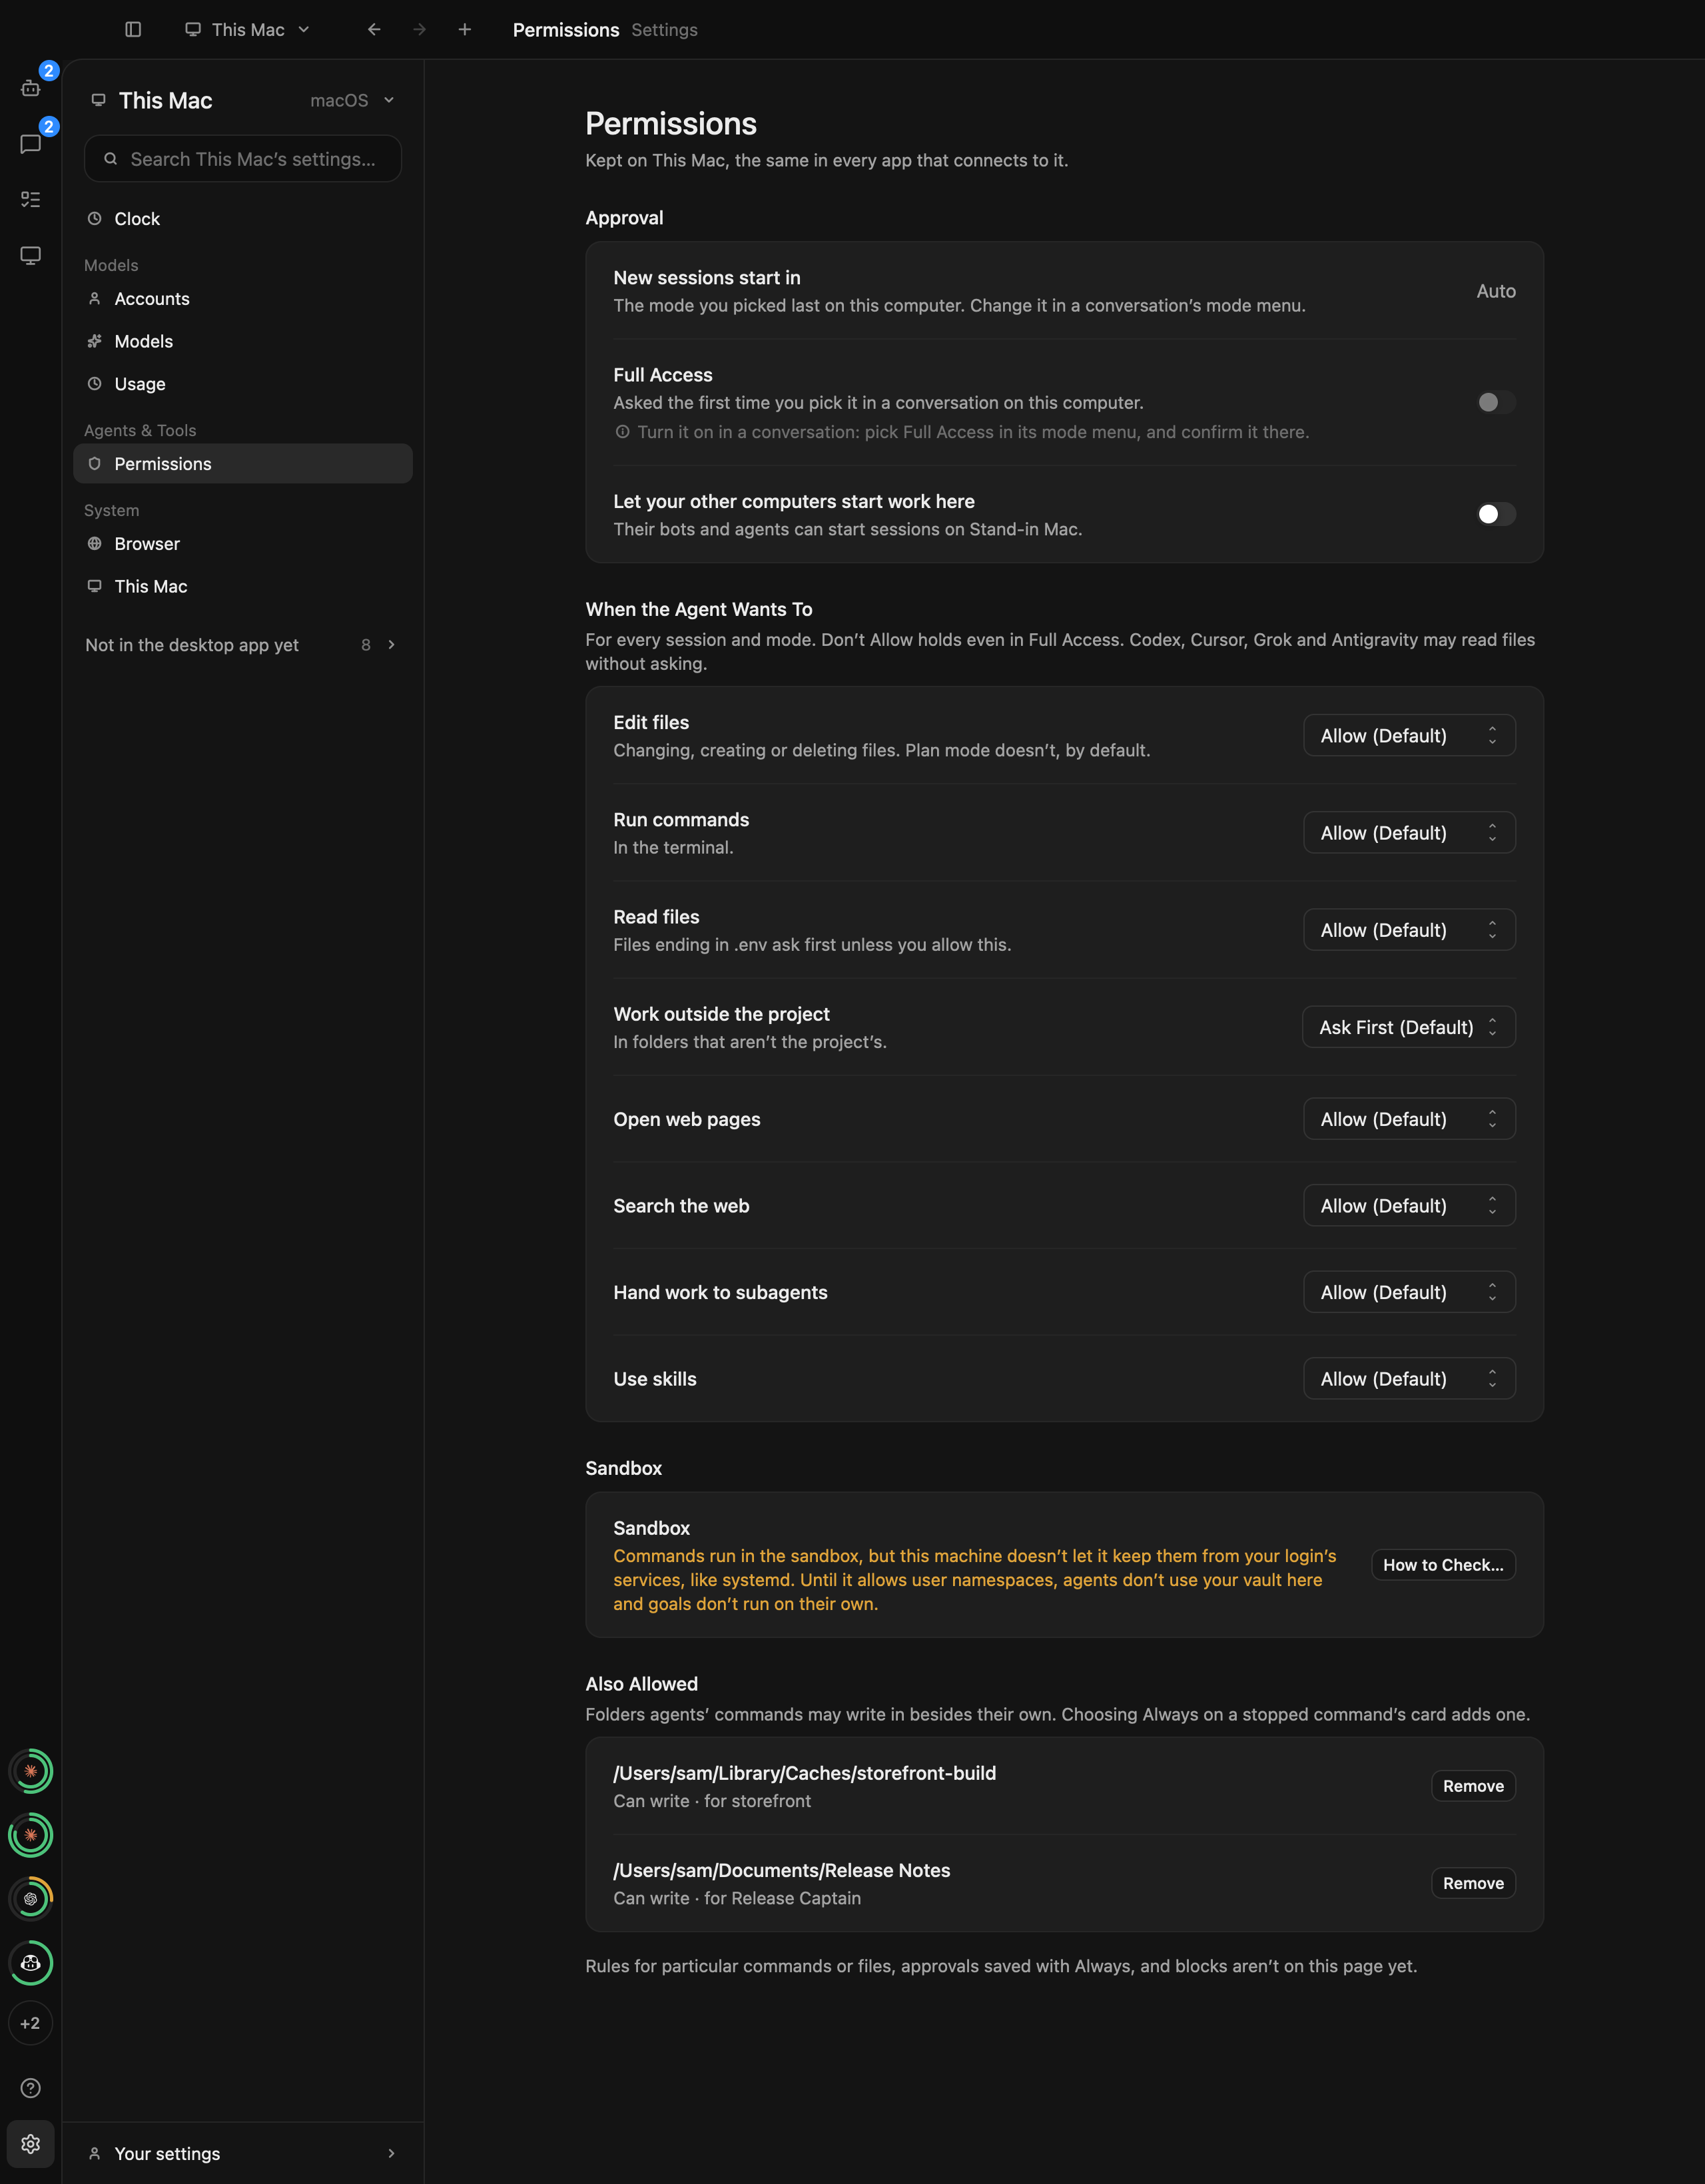 This Mac
Permissions Settings
2
2
This Mac
macOS
Search This Mac’s settings...
Clock
Models
Accounts
Models
Usage
Agents & Tools
Permissions
System
Browser
This Mac
Not in the desktop app yet 8
+2
Your settings
Permissions
Kept on This Mac, the same in every app that connects to it.
Approval
New sessions start in
The mode you picked last on this computer. Change it in a conversation’s mode menu.
Auto
Full Access
Asked the first time you pick it in a conversation on this computer.
Turn it on in a conversation: pick Full Access in its mode menu, and confirm it there.
Let your other computers start work here
Their bots and agents can start sessions on Stand-in Mac.
When the Agent Wants To
For every session and mode. Don’t Allow holds even in Full Access. Codex, Cursor, Grok and Antigravity may read files
without asking.
Edit files
Changing, creating or deleting files. Plan mode doesn’t, by default.
Allow (Default)
Run commands
In the terminal.
Allow (Default)
Read files
Files ending in .env ask first unless you allow this.
Allow (Default)
Work outside the project
In folders that aren’t the project’s.
Ask First (Default)
Open web pages
Allow (Default)
Search the web
Allow (Default)
Hand work to subagents
Allow (Default)
Use skills
Allow (Default)
Sandbox
Sandbox
Commands run in the sandbox, but this machine doesn’t let it keep them from your login’s
services, like systemd. Until it allows user namespaces, agents don’t use your vault here
and goals don’t run on their own.
How to Check...
Also Allowed
Folders agents’ commands may write in besides their own. Choosing Always on a stopped command’s card adds one.
/Users/sam/Library/Caches/storefront-build
Can write · for storefront
Remove
/Users/sam/Documents/Release Notes
Can write · for Release Captain
Remove
Rules for particular commands or files, approvals saved with Always, and blocks aren’t on this page yet.